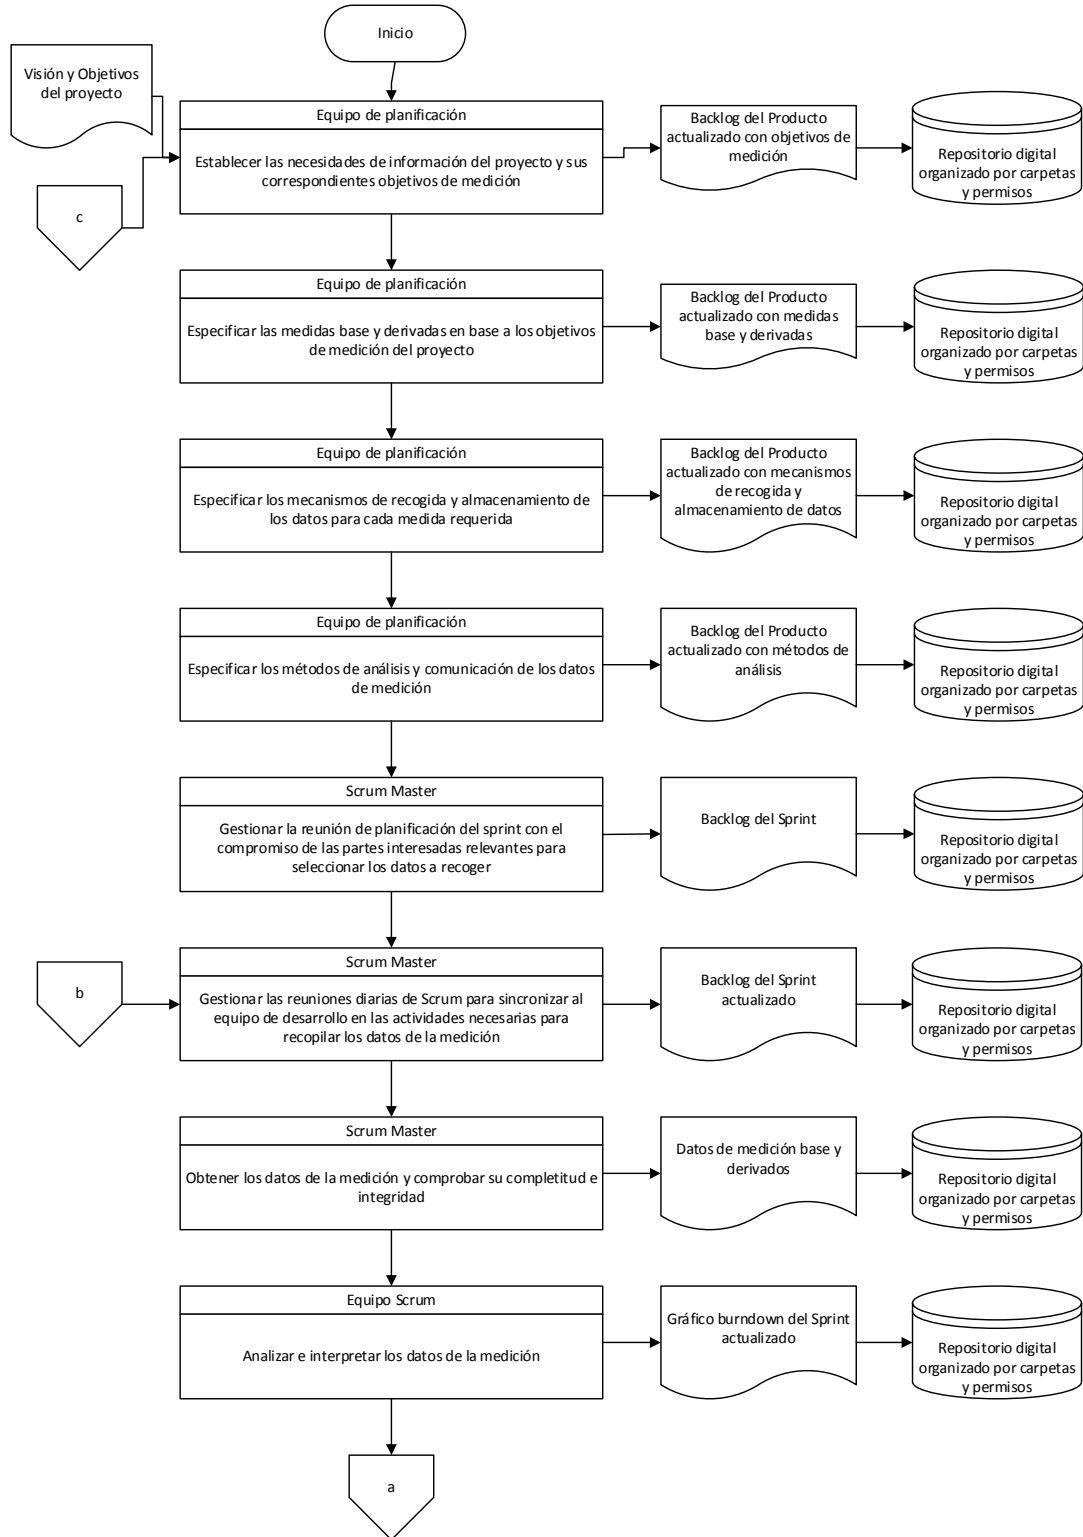 Inicio
Visión y Objetivos
del proyecto
Equipo de planificación
Establecer las necesidades de información del proyecto y sus
correspondientes objetivos de medición
Backlog del Producto
actualizado con objetivos de
medición
Repositorio digital
organizado por carpetas
y permisos
c
Equipo de planificación
Especificar las medidas base y derivadas en base a los objetivos
de medición del proyecto
Backlog del Producto
actualizado con medidas
base y derivadas
Repositorio digital
organizado por carpetas
y permisos
Equipo de planificación
Especificar los mecanismos de recogida y almacenamiento de
los datos para cada medida requerida
Backlog del Producto
actualizado con mecanismos
de recogida y
almacenamiento de datos
Repositorio digital
organizado por carpetas
y permisos
Equipo de planificación
Especificar los métodos de análisis y comunicación de los datos
de medición
Backlog del Producto
actualizado con métodos de
análisis
Repositorio digital
organizado por carpetas
y permisos
Scrum Master
Gestionar la reunión de planificación del sprint con el
compromiso de las partes interesadas relevantes para
seleccionar los datos a recoger
Backlog del Sprint
Repositorio digital
organizado por carpetas
y permisos
b
Scrum Master
Gestionar las reuniones diarias de Scrum para sincronizar al
equipo de desarrollo en las actividades necesarias para
recopilar los datos de la medición
Backlog del Sprint
actualizado
Repositorio digital
organizado por carpetas
y permisos
Scrum Master
Obtener los datos de la medición y comprobar su completitud e
integridad
Datos de medición base y
derivados
Repositorio digital
organizado por carpetas
y permisos
Equipo Scrum
Analizar e interpretar los datos de la medición
Gráfico burndown del Sprint
actualizado
Repositorio digital
organizado por carpetas
y permisos
a